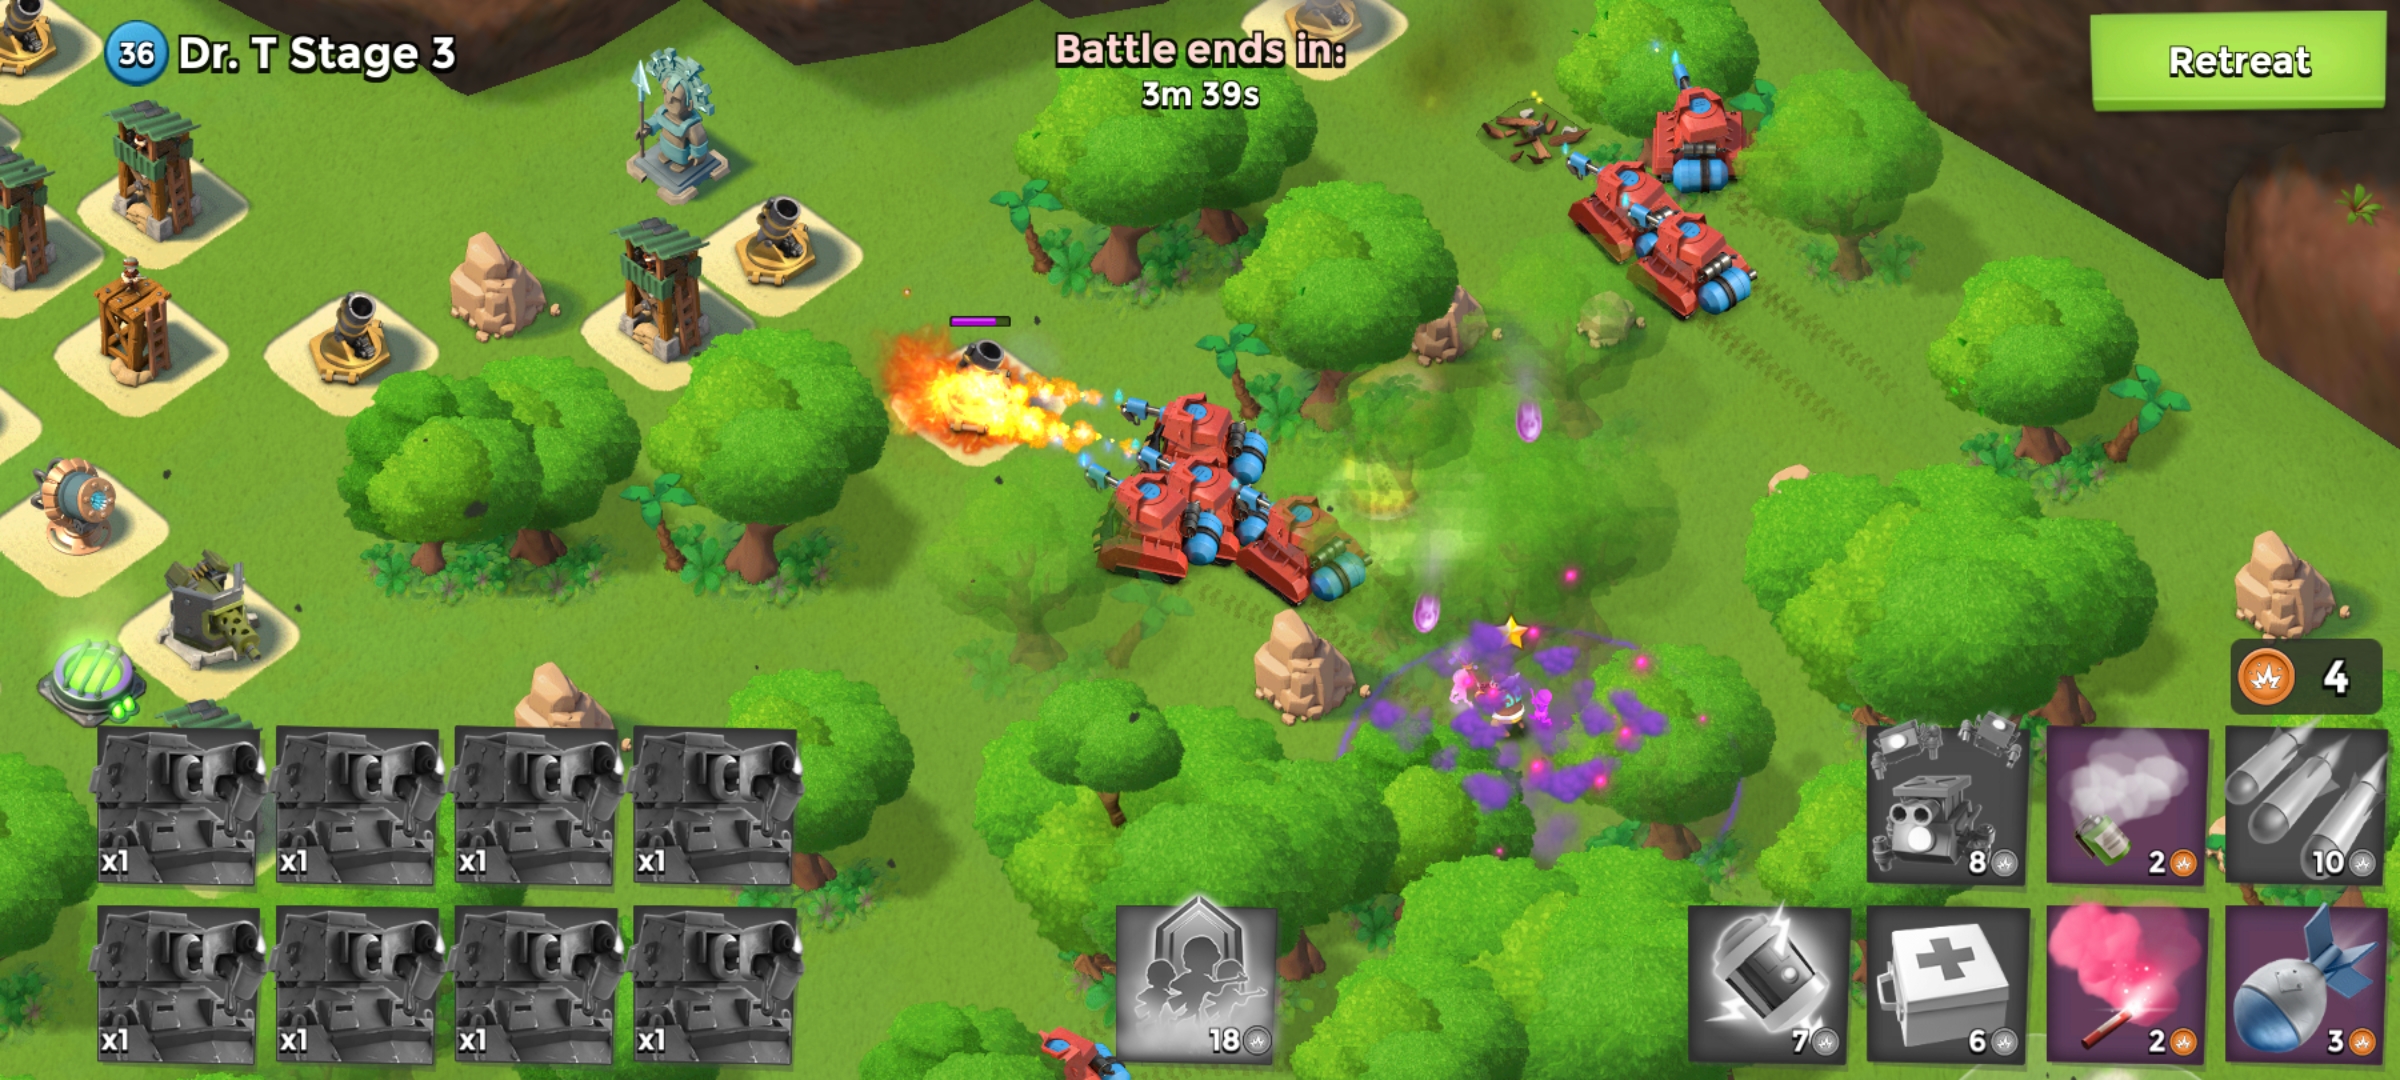 36 Dr. T Stage 3
Battle ends in:
3m 39s
Retreat
4
x1 x1 x1 x1
8 2 10
x1 x1 x1 x1
18 7 6 2 3